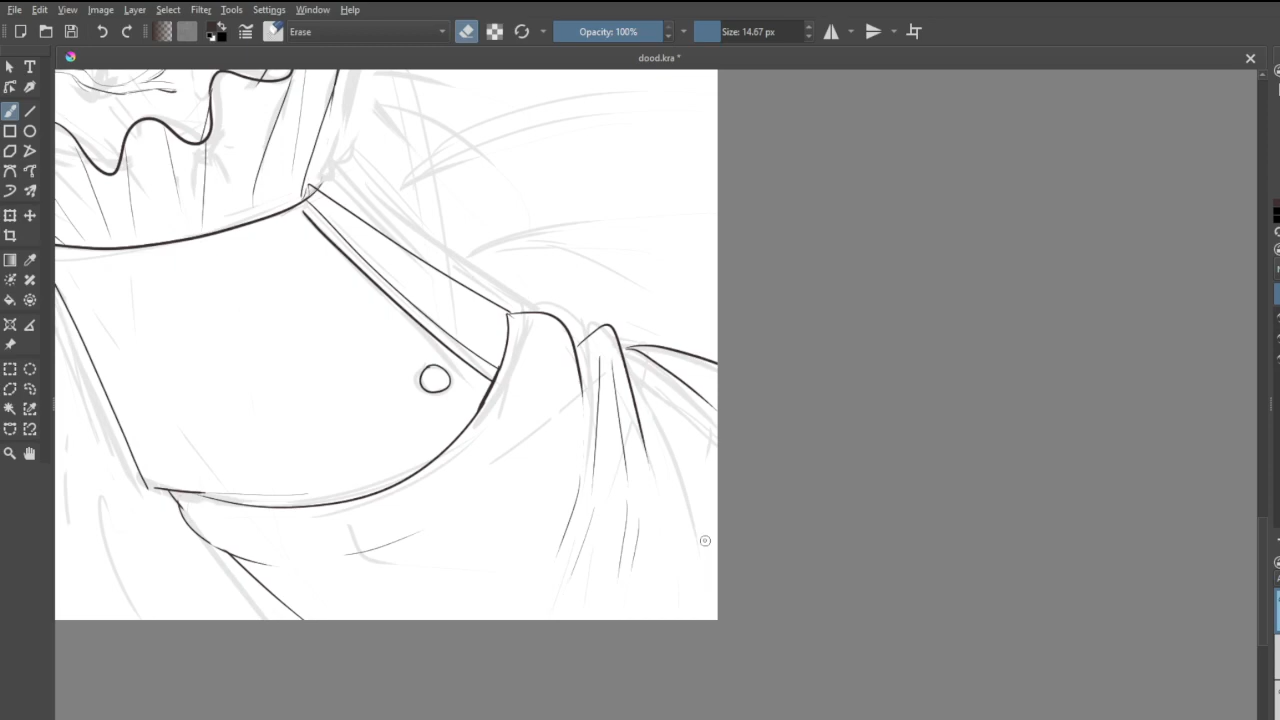 File Edit View Image Layer Select Filter Tools Settings Window Help
Erase Opacity: 100% Size: 14.67 px
dood.kra *